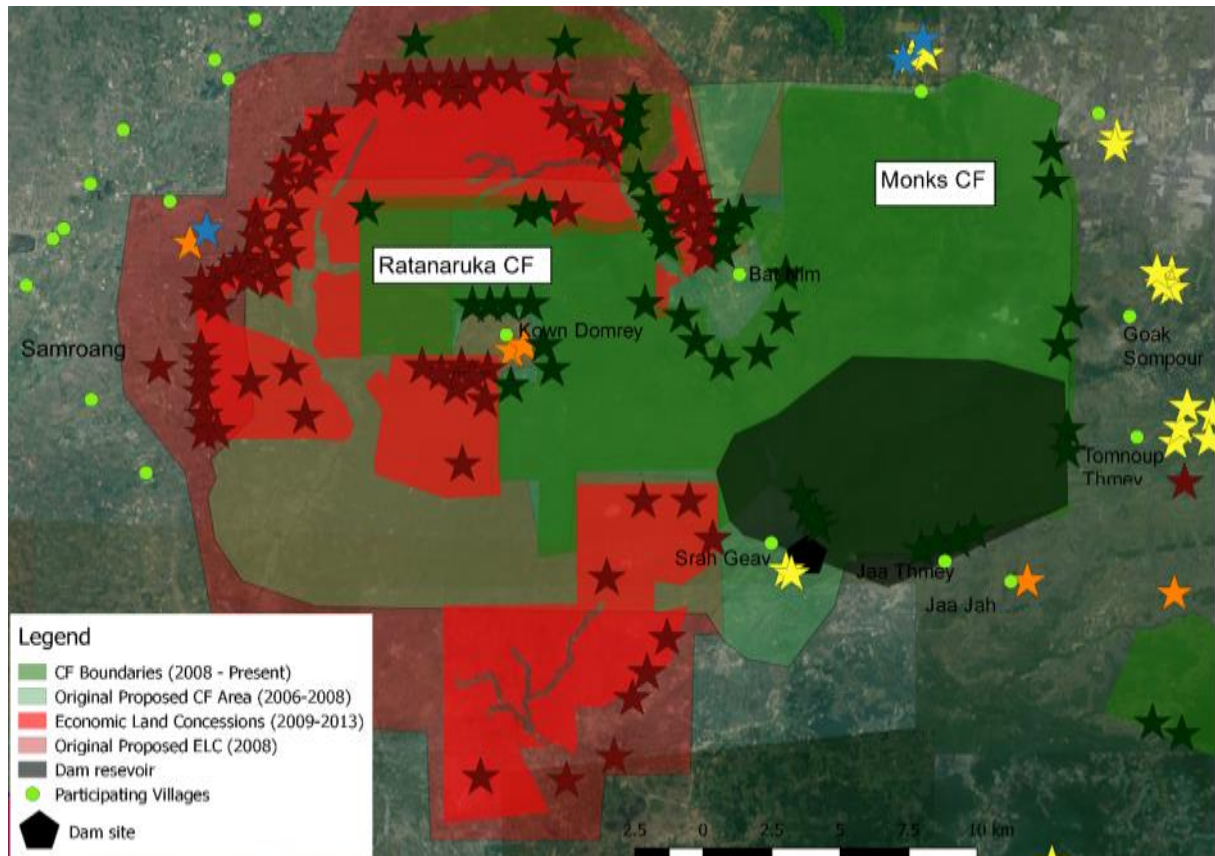 Monks CF
Ratanaruka CF
Bat Nim
Kown Domrey
Samroang
Goak
Sompour
Tomnoup
Thmey
Srah Geav
Jaa Thmey
Jaa Jah
Legend
CF Boundaries (2008 - Present)
Original Proposed CF Area (2006-2008)
Economic Land Concessions (2009-2013)
Original Proposed ELC (2008)
Dam resevoir
Participating Villages
Dam site
2.5 0 2.5 5 7.5 10 km